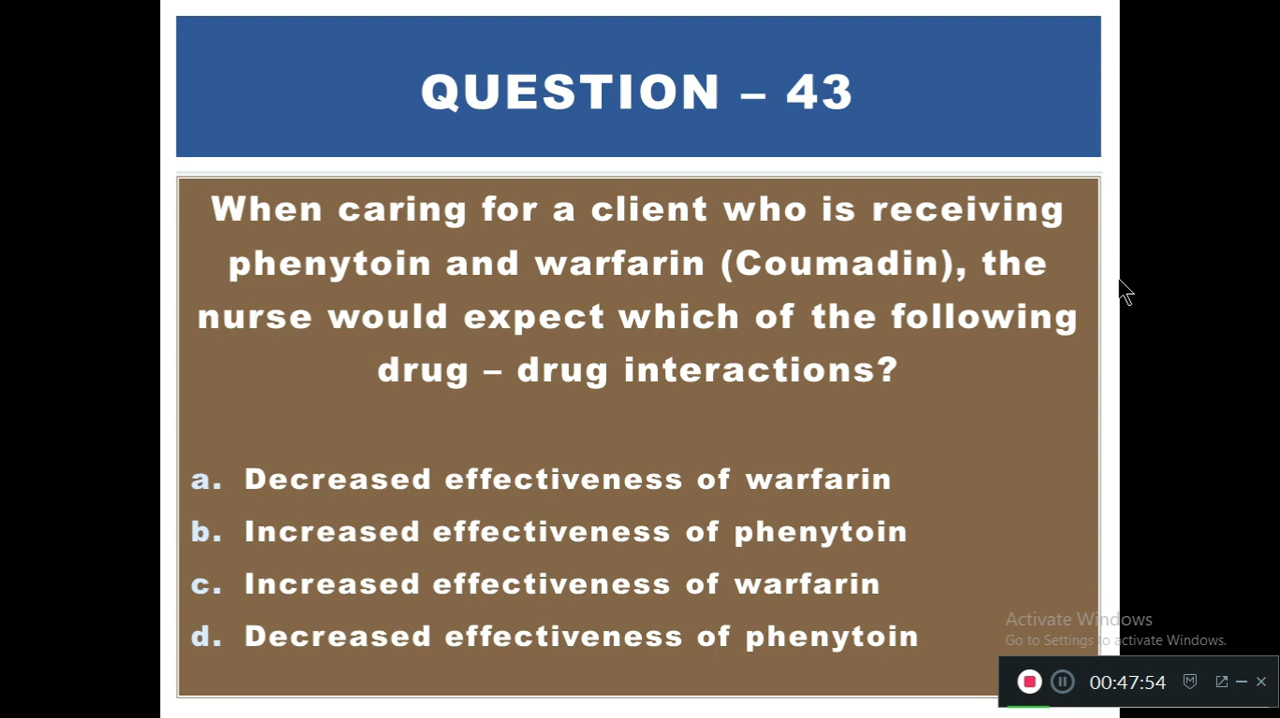 QUESTION – 43
When caring for a client who is receiving
phenytoin and warfarin (Coumadin), the
nurse would expect which of the following
drug – drug interactions?
a. Decreased effectiveness of warfarin
b. Increased effectiveness of phenytoin
c. Increased effectiveness of warfarin
d. Decreased effectiveness of phenytoin
Activate Windows
Go to Settings to activate Windows.
00:47:54